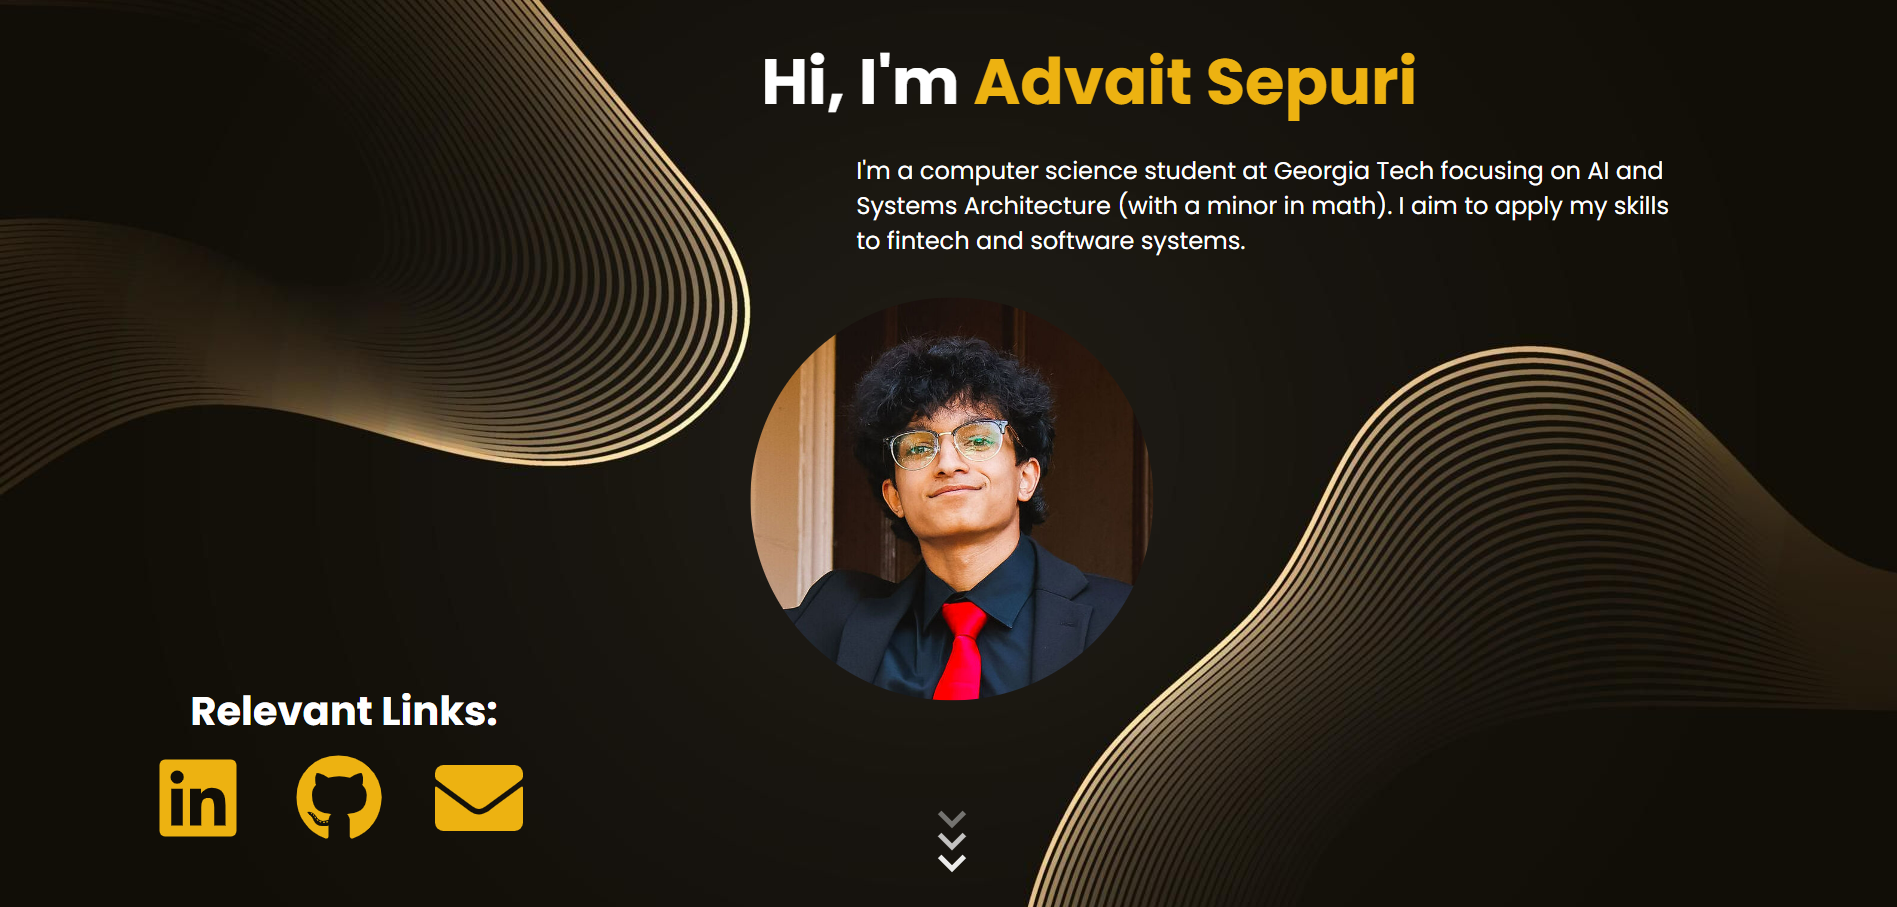 Hi, I'm Advait Sepuri
I'm a computer science student at Georgia Tech focusing on AI and
Systems Architecture (with a minor in math). I aim to apply my skills
to fintech and software systems.
Relevant Links:
in